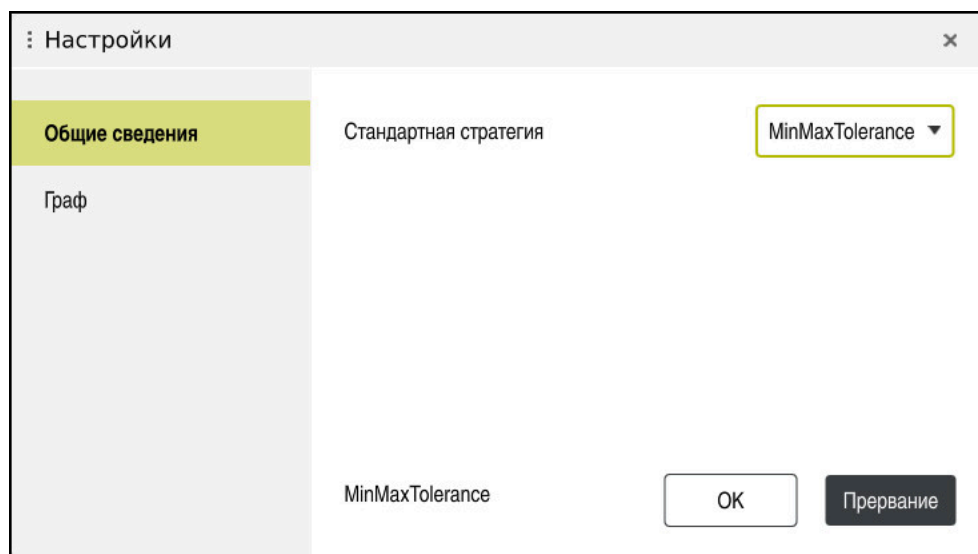 Настройки
Общие сведения
Граф
Стандартная стратегия
MinMaxTolerance
MinMaxTolerance
OK
Прервание